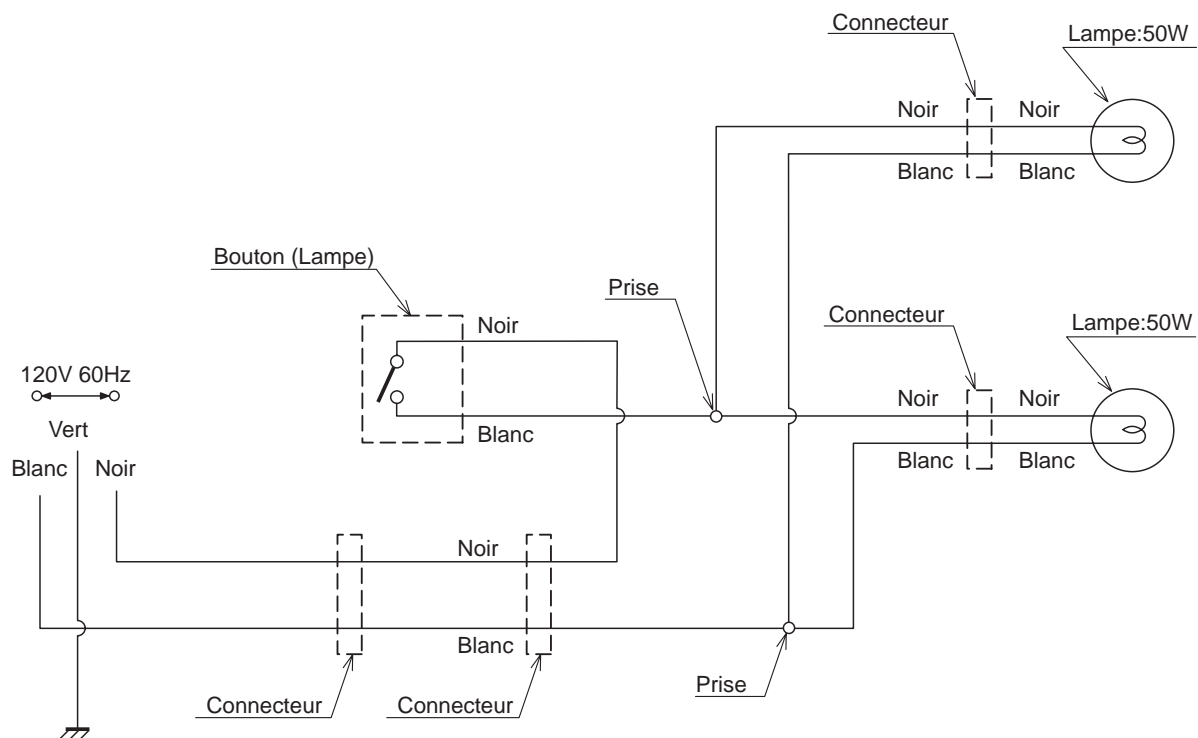 Connecteur
Lampe:50W
Noir Noir
Blanc Blanc
Bouton (Lampe)
Prise
Connecteur
Lampe:50W
Noir
120V 60Hz
Noir Noir
Vert
Blanc
Blanc Blanc
Blanc Noir
Noir
Blanc
Prise
Connecteur Connecteur